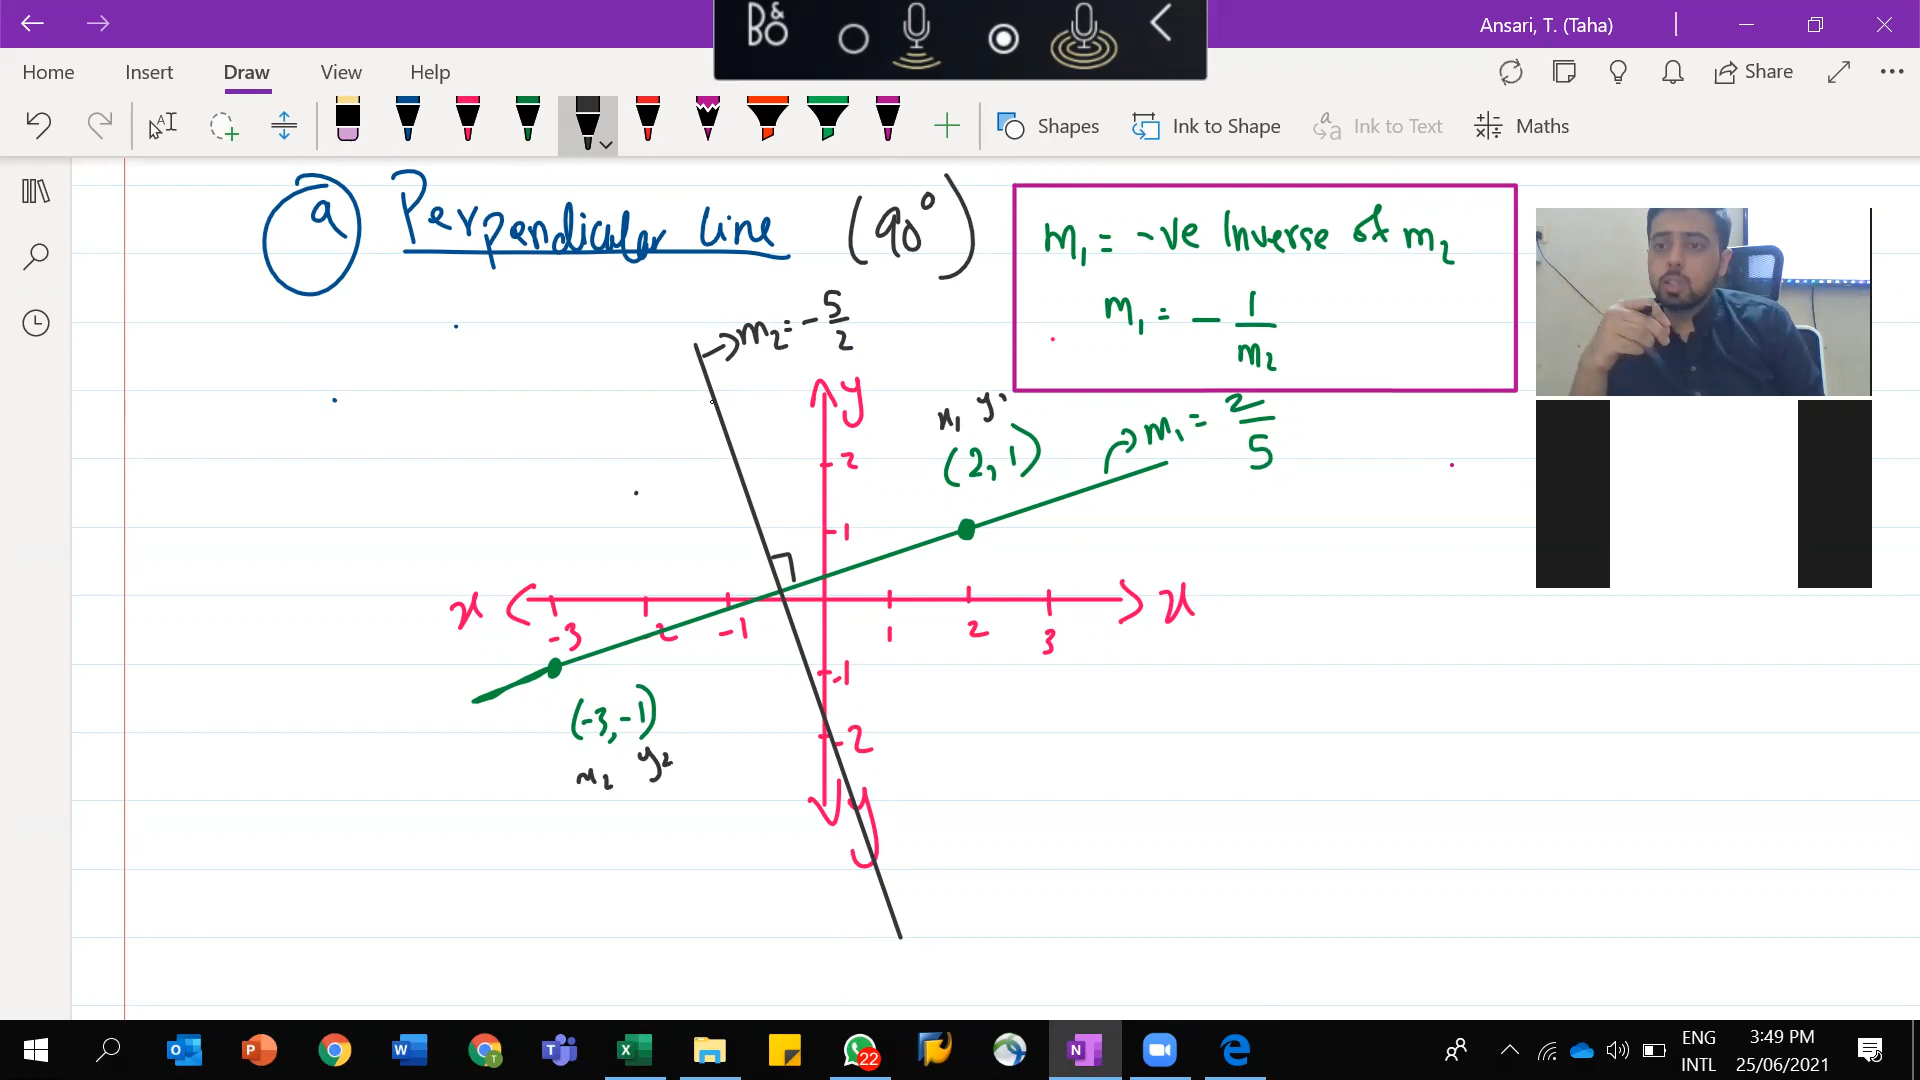 B&O
Ansari, T. (Taha)
Home Insert Draw View Help
Share
Shapes Ink to Shape Ink to Text Maths
a Perpendicular Line (90°)
m₁ = -ve Inverse of m₂
m₁ = - 1/m₂
m₂ = - 5/2
y
x₁ y₁
(2, 1)
m₁ = 2/5
2
1
x x
-3 2 -1 1 2 3
-1
(-3, -1)
x₂ y₂
-2
y
22
ENG 3:49 PM
INTL 25/06/2021